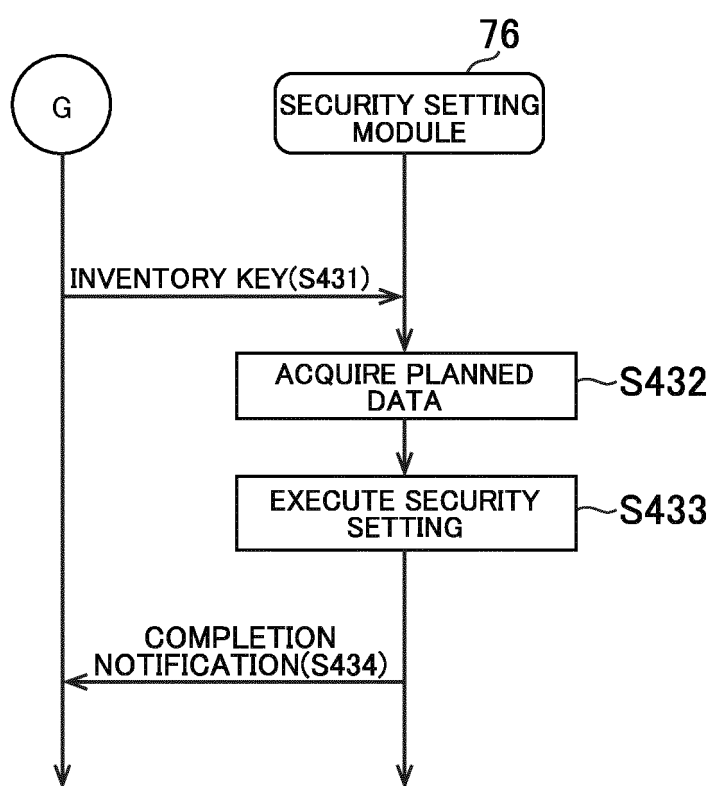 76
G
SECURITY SETTING
MODULE
INVENTORY KEY(S431)
ACQUIRE PLANNED
DATA
S432
EXECUTE SECURITY
SETTING
S433
COMPLETION
NOTIFICATION(S434)